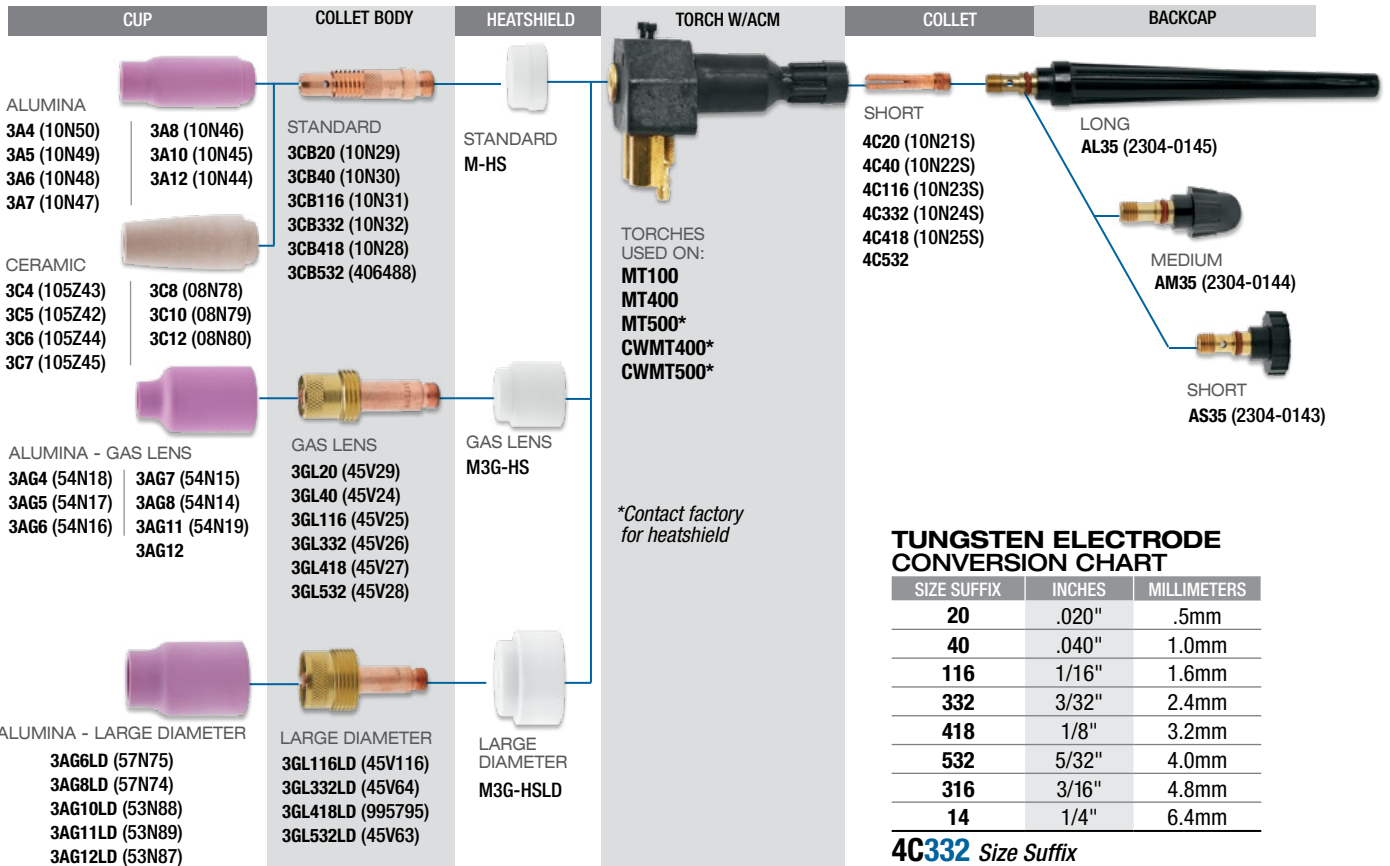 CUP
COLLET BODY
HEATSHIELD
TORCH W/ACM
COLLET
BACKCAP
ALUMINA
3A4 (10N50)
3A5 (10N49)
3A6 (10N48)
3A7 (10N47)
3A8 (10N46)
3A10 (10N45)
3A12 (10N44)
CERAMIC
3C4 (105Z43)
3C5 (105Z42)
3C6 (105Z44)
3C7 (105Z45)
3C8 (08N78)
3C10 (08N79)
3C12 (08N80)
ALUMINA - GAS LENS
3AG4 (54N18)
3AG5 (54N17)
3AG6 (54N16)
3AG7 (54N15)
3AG8 (54N14)
3AG11 (54N19)
3AG12
ALUMINA - LARGE DIAMETER
3AG6LD (57N75)
3AG8LD (57N74)
3AG10LD (53N88)
3AG11LD (53N89)
3AG12LD (53N87)
STANDARD
3CB20 (10N29)
3CB40 (10N30)
3CB116 (10N31)
3CB332 (10N32)
3CB418 (10N28)
3CB532 (406488)
GAS LENS
3GL20 (45V29)
3GL40 (45V24)
3GL116 (45V25)
3GL332 (45V26)
3GL418 (45V27)
3GL532 (45V28)
LARGE DIAMETER
3GL116LD (45V116)
3GL332LD (45V64)
3GL418LD (995795)
3GL532LD (45V63)
STANDARD
M-HS
GAS LENS
M3G-HS
LARGE
DIAMETER
M3G-HSLD
TORCHES
USED ON:
MT100
MT400
MT500*
CWMT400*
CWMT500*
*Contact factory
for heatshield
SHORT
4C20 (10N21S)
4C40 (10N22S)
4C116 (10N23S)
4C332 (10N24S)
4C418 (10N25S)
4C532
LONG
AL35 (2304-0145)
MEDIUM
AM35 (2304-0144)
SHORT
AS35 (2304-0143)
TUNGSTEN ELECTRODE
CONVERSION CHART
SIZE SUFFIX INCHES MILLIMETERS
20 .020" .5mm
40 .040" 1.0mm
116 1/16" 1.6mm
332 3/32" 2.4mm
418 1/8" 3.2mm
532 5/32" 4.0mm
316 3/16" 4.8mm
14 1/4" 6.4mm
4C332 Size Suffix